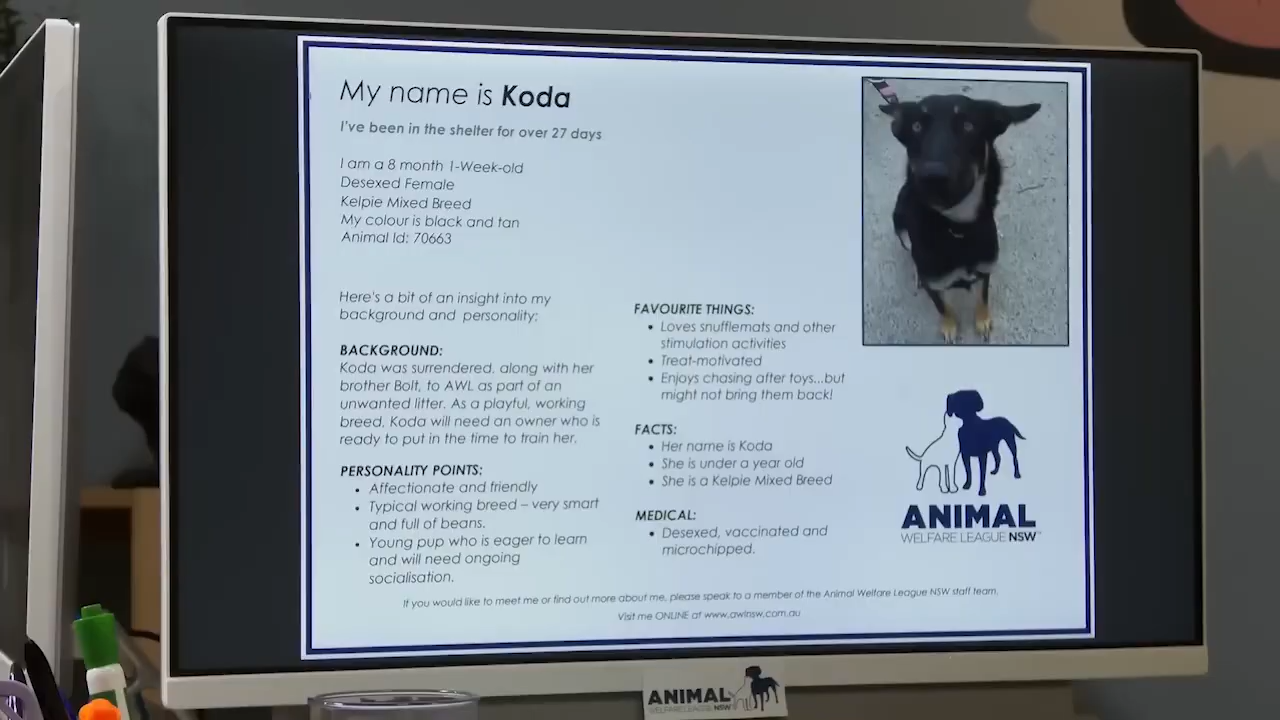 My name is Koda
I've been in the shelter for over 27 days
I am a 8 month 1-Week-old
Desexed Female
Kelpie Mixed Breed
My colour is black and tan
Animal Id: 70663
Here's a bit of an insight into my
background and personality:
BACKGROUND:
Koda was surrendered, along with her
brother Bolt, to AWL as part of an
unwanted litter. As a playful, working
breed, Koda will need an owner who is
ready to put in the time to train her.
PERSONALITY POINTS:
• Affectionate and friendly
• Typical working breed – very smart
and full of beans.
• Young pup who is eager to learn
and will need ongoing
socialisation.
FAVOURITE THINGS:
• Loves snufflemats and other
stimulation activities
• Treat-motivated
• Enjoys chasing after toys...but
might not bring them back!
FACTS:
• Her name is Koda
• She is under a year old
• She is a Kelpie Mixed Breed
MEDICAL:
• Desexed, vaccinated and
microchipped.
ANIMAL
WELFARE LEAGUE NSW
If you would like to meet me or find out more about me, please speak to a member of the Animal Welfare League NSW staff team.
Visit me ONLINE at www.awlnsw.com.au
ANIMAL
WELFARE LEAGUE NSW